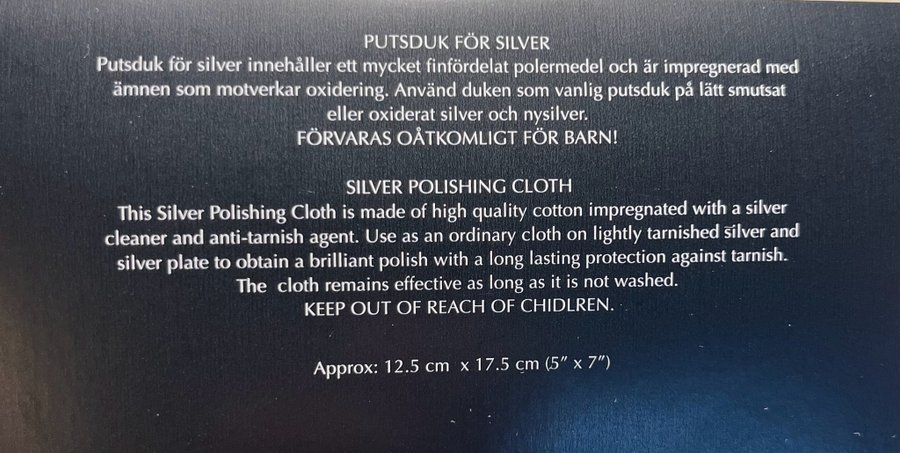 PUTSDUK FÖR SILVER
Putsduk för silver innehåller ett mycket finfördelat polermedel och är impregnerad med
ämnen som motverkar oxidering. Använd duken som vanlig putsduk på lätt smutsat
eller oxiderat silver och nysilver.
FÖRVARAS OÅTKOMLIGT FÖR BARN!
SILVER POLISHING CLOTH
This Silver Polishing Cloth is made of high quality cotton impregnated with a silver
cleaner and anti-tarnish agent. Use as an ordinary cloth on lightly tarnished silver and
silver plate to obtain a brilliant polish with a long lasting protection against tarnish.
The cloth remains effective as long as it is not washed.
KEEP OUT OF REACH OF CHIDLREN.
Approx: 12.5 cm x 17.5 cm (5” x 7”)